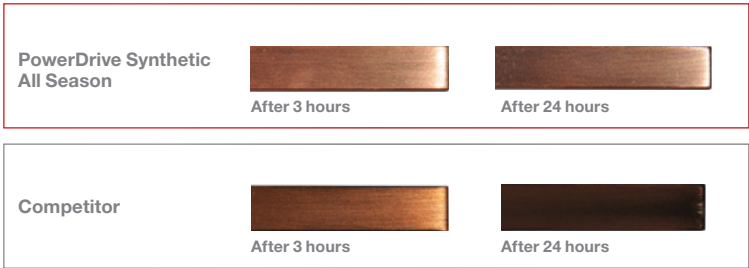 PowerDrive Synthetic
All Season
After 3 hours
After 24 hours
Competitor
After 3 hours
After 24 hours